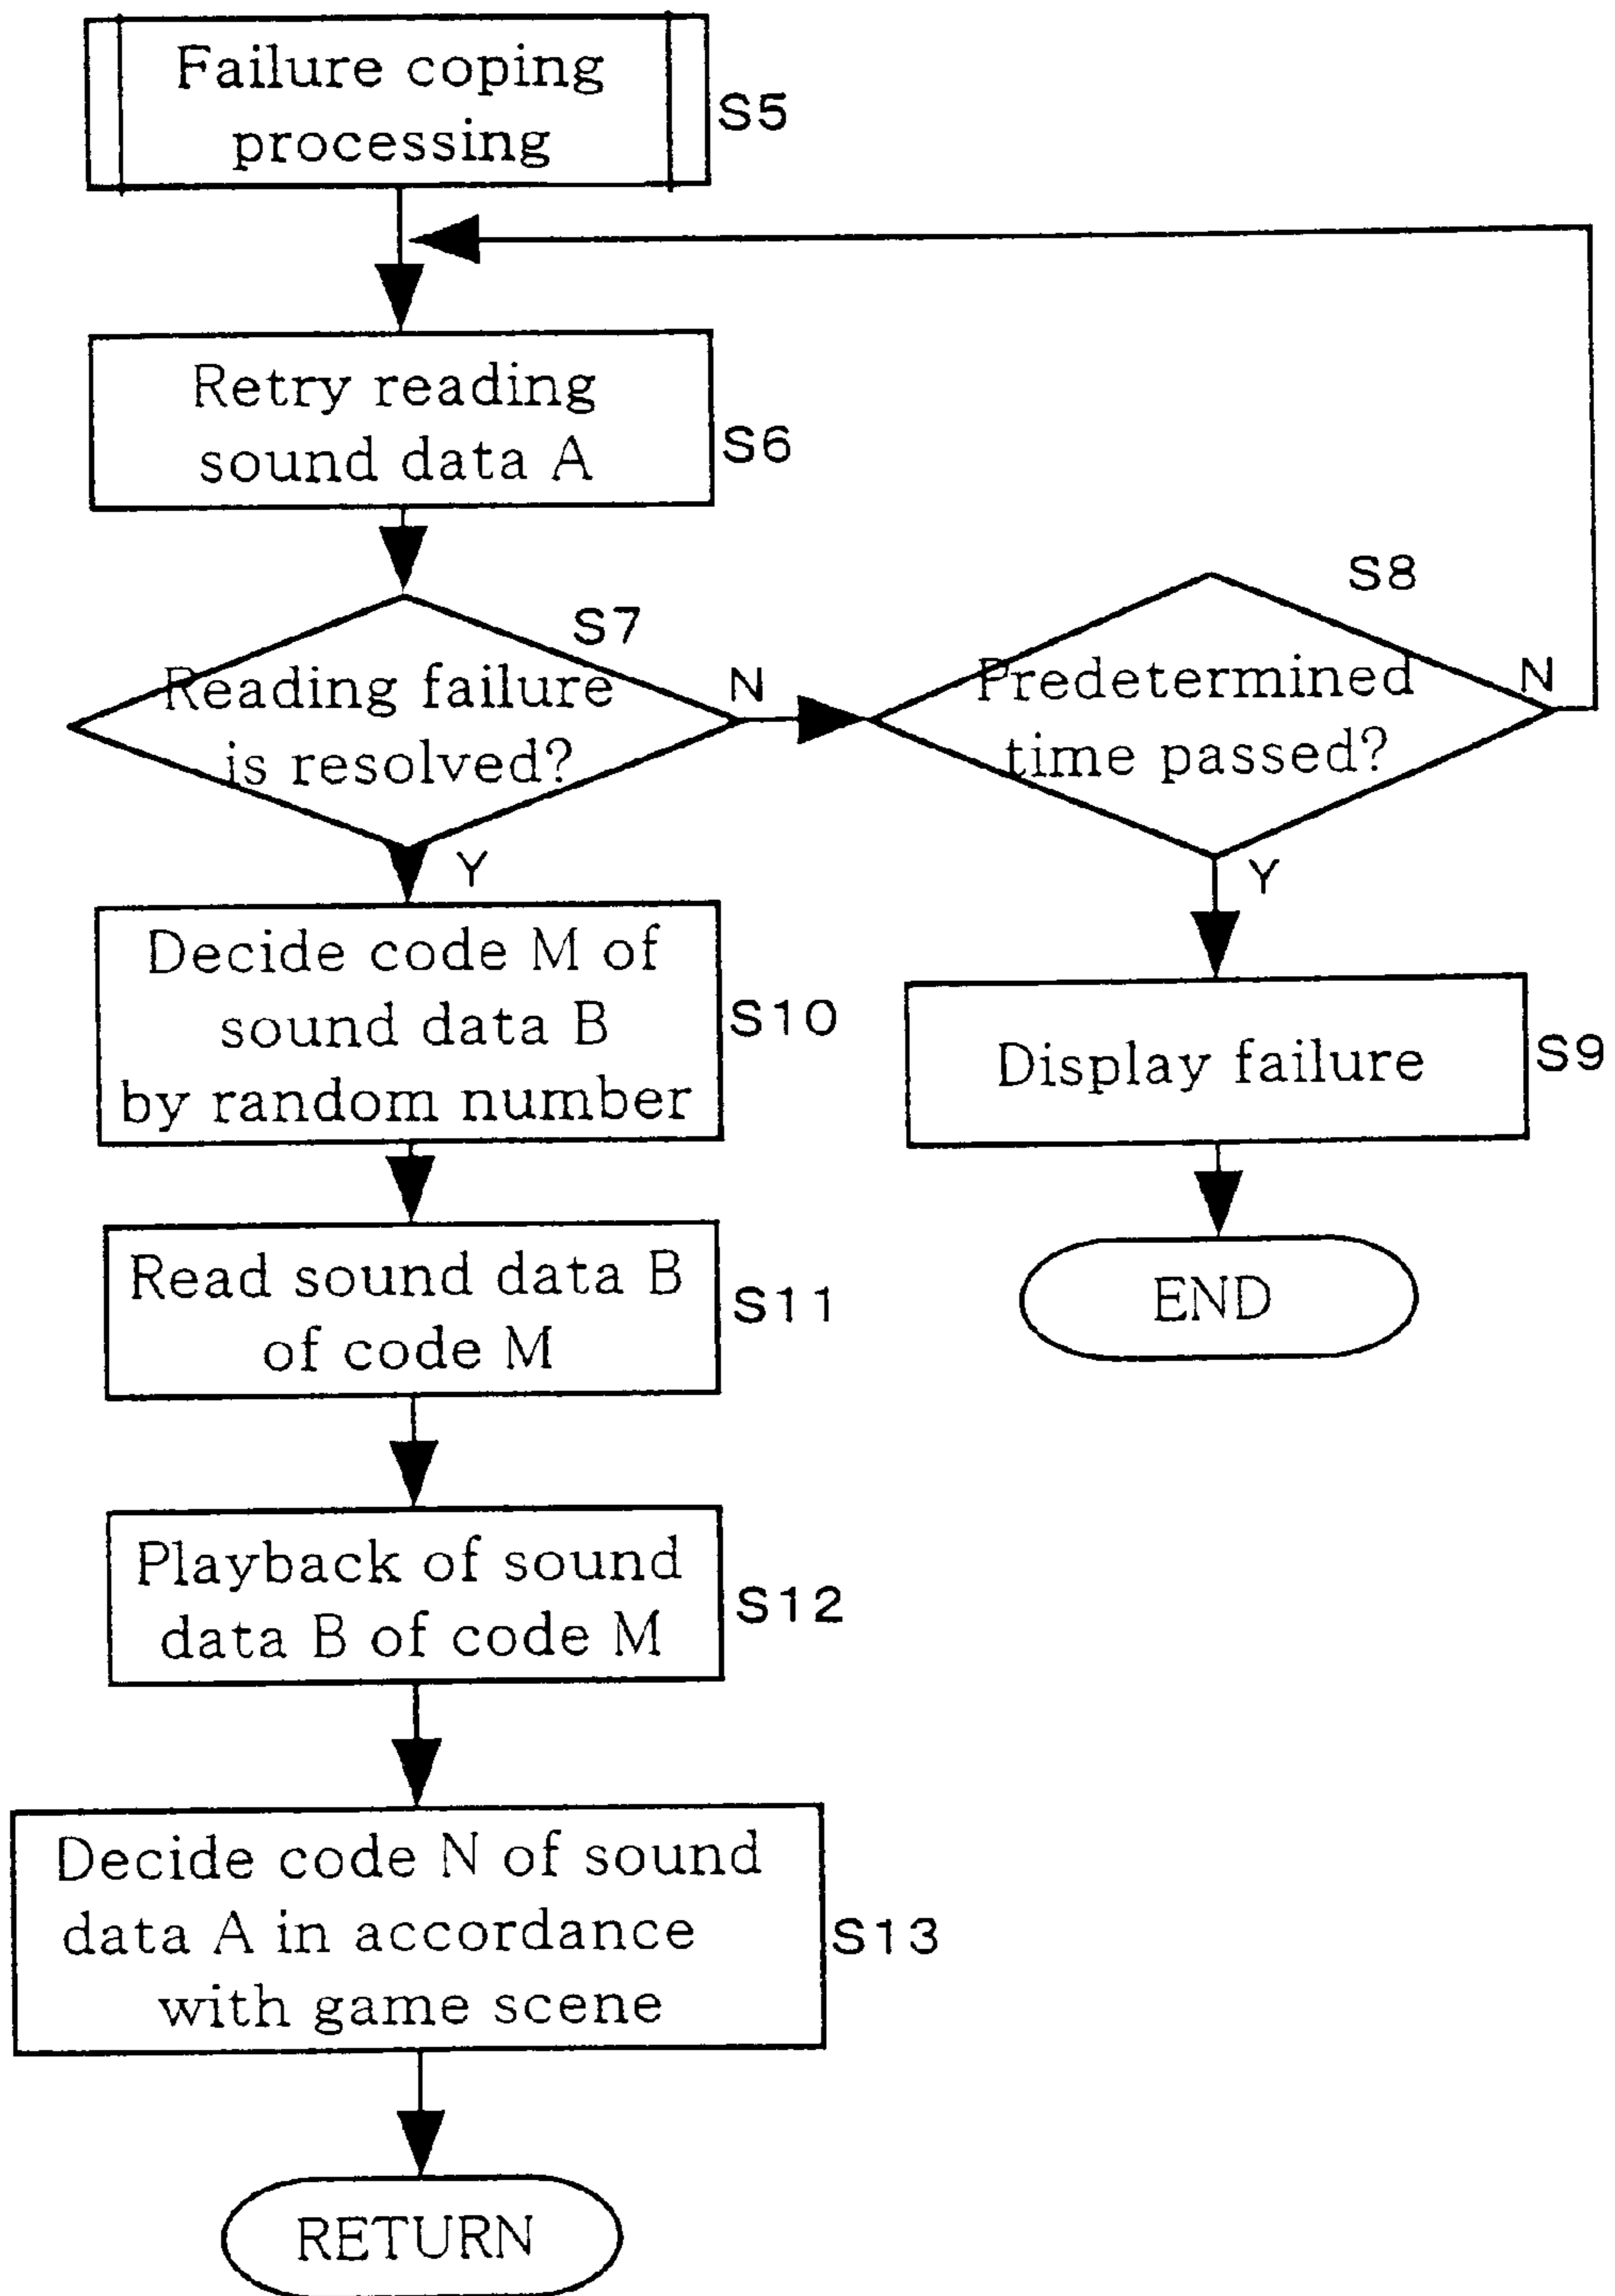 Failure coping
processing
S5
Retry reading
sound data A
S6
S7
Reading failure
is resolved?
N
Y
S8
Predetermined
time passed?
N
Y
Display failure
S9
END
Decide code M of
sound data B
by random number
S10
Read sound data B
of code M
S11
Playback of sound
data B of code M
S12
Decide code N of sound
data A in accordance
with game scene
S13
RETURN